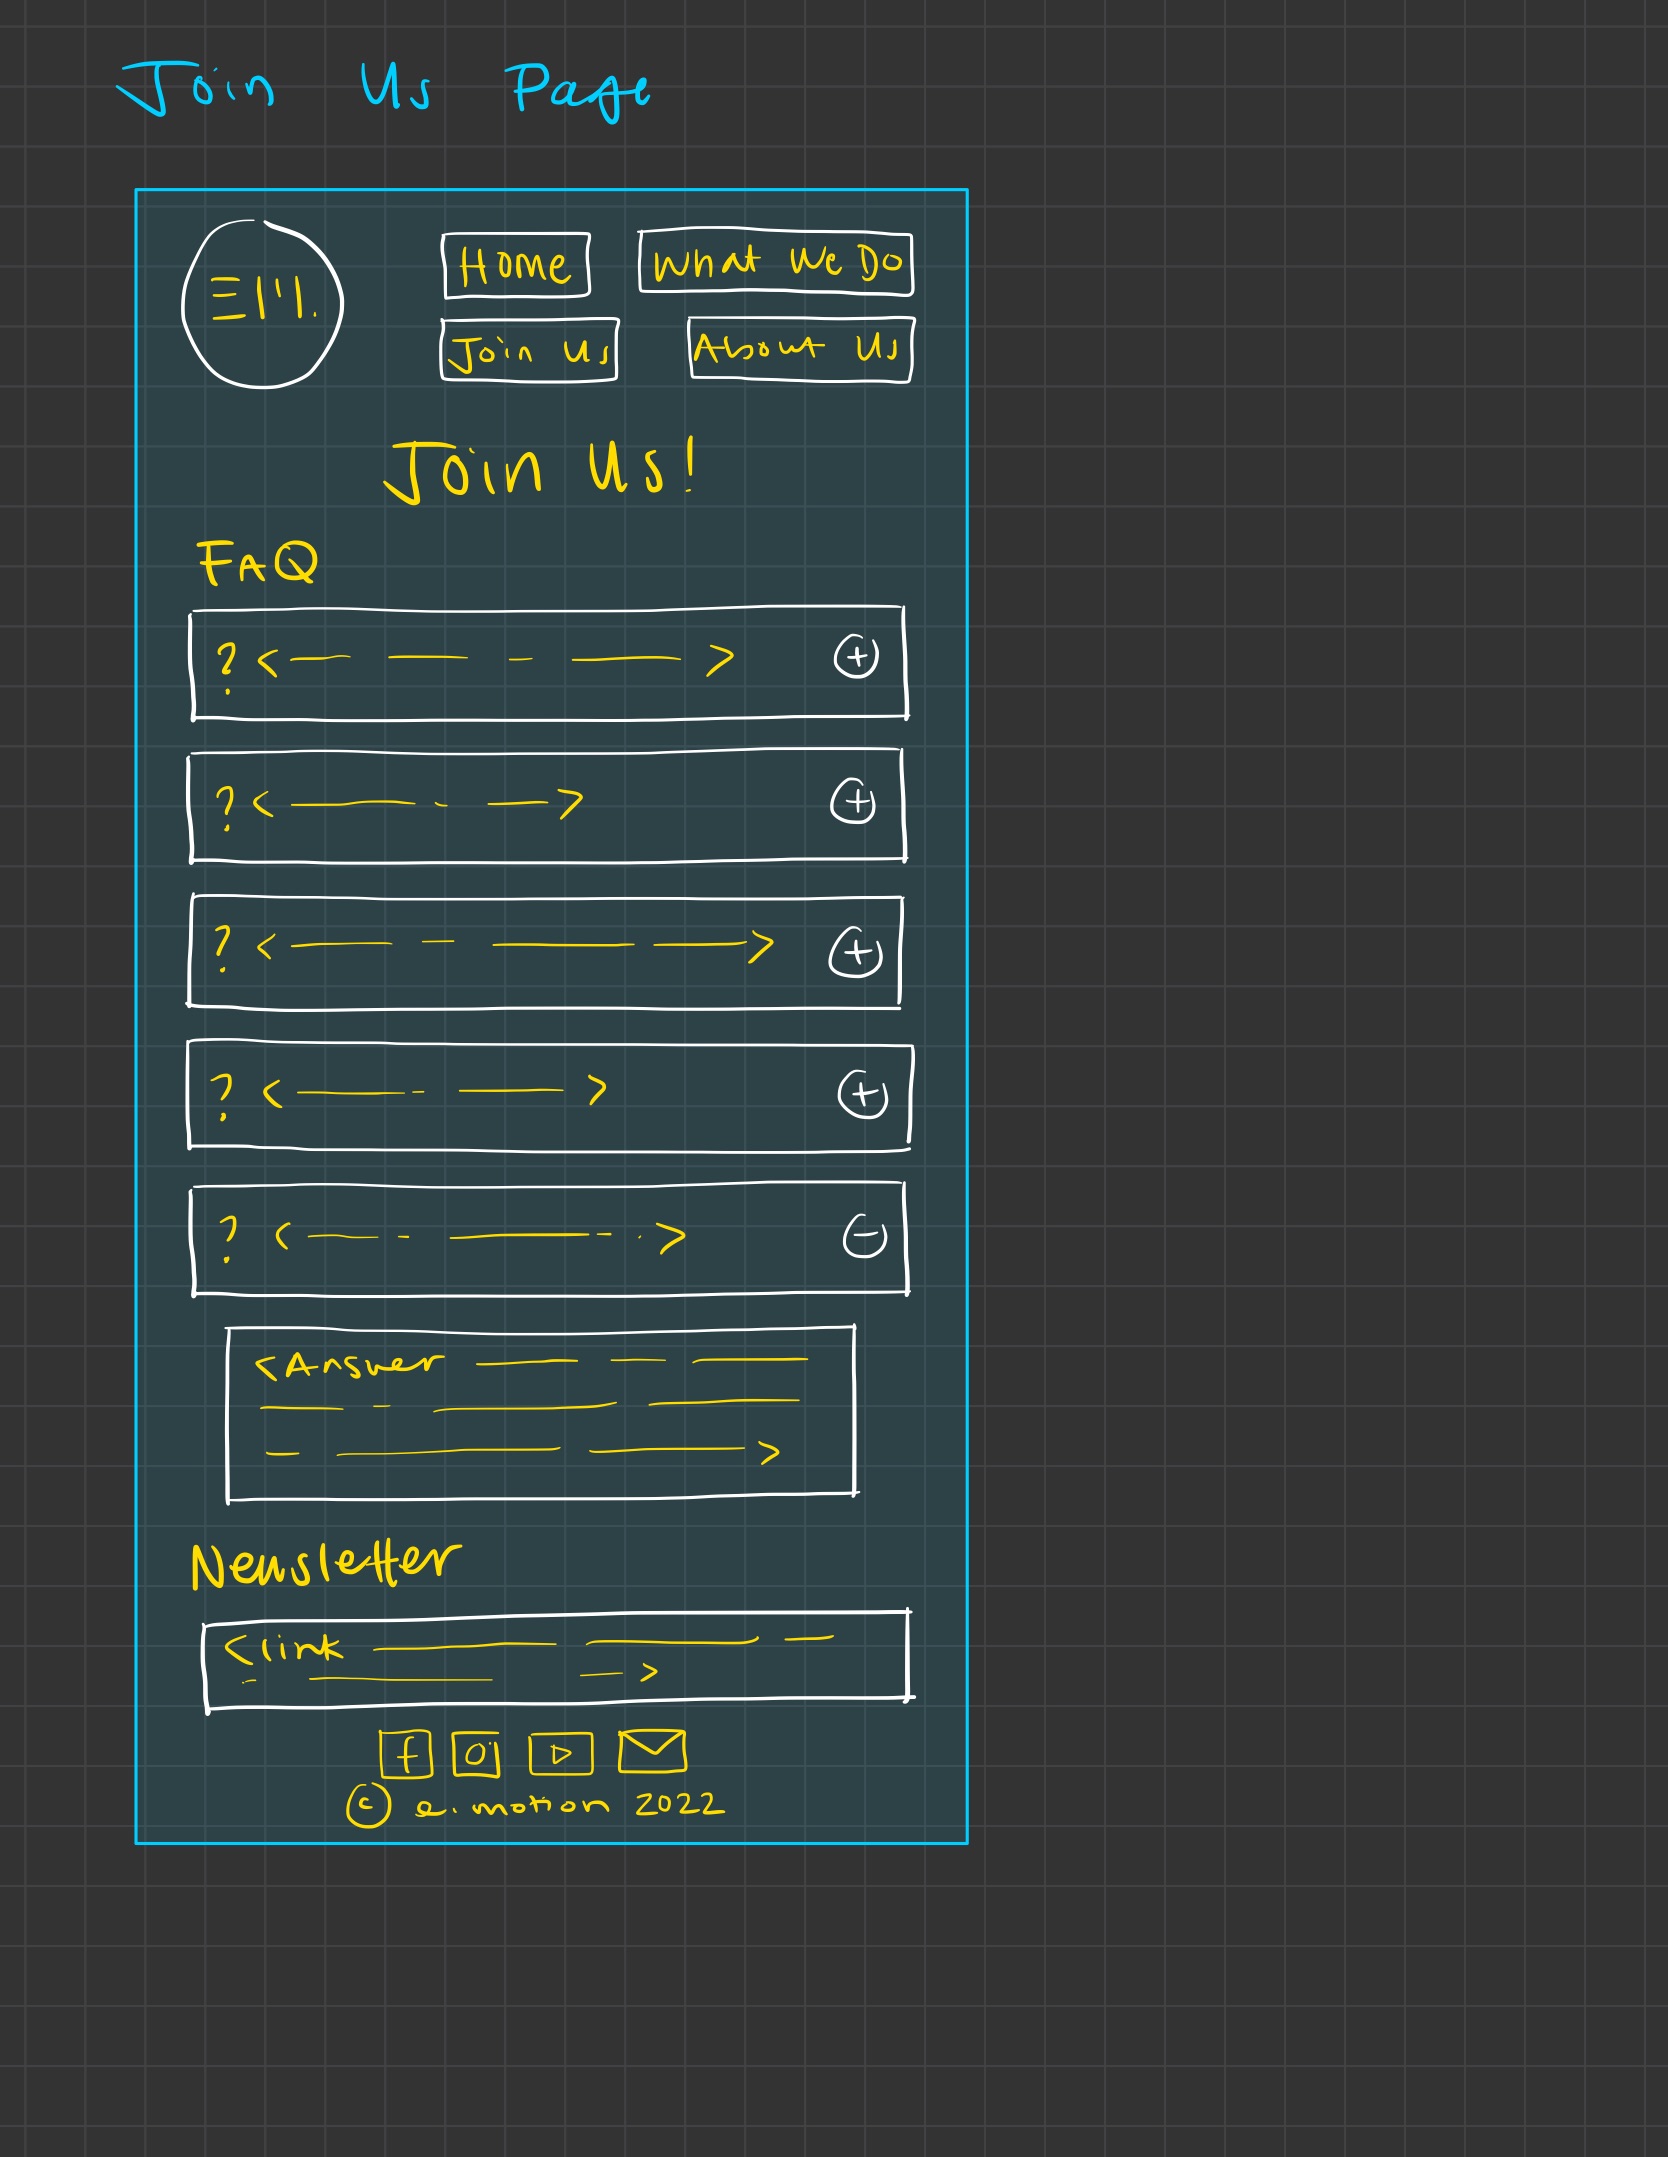 Join Us Page
EM.
Home
What We Do
Join Us
About Us
Join Us!
FAQ
? < >
+
? < >
+
? < >
+
? < >
+
? < >
-
<Answer
>
Newsletter
<link
>
f
© e.motion 2022